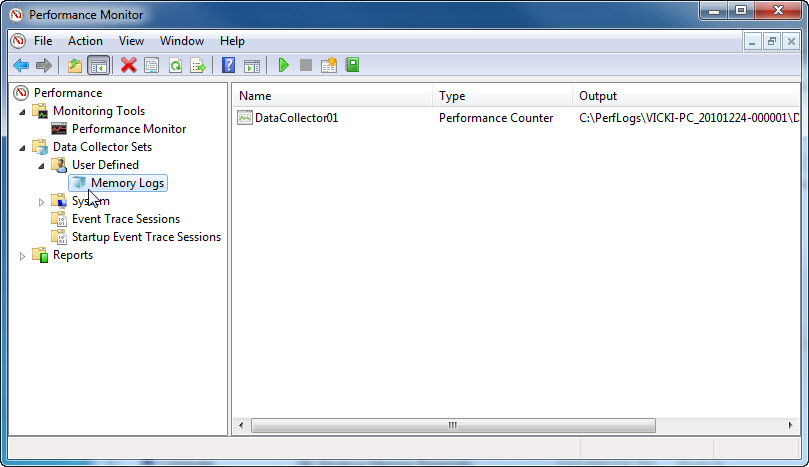 Performance Monitor
File Action View Window Help
Performance
Monitoring Tools
Performance Monitor
Data Collector Sets
User Defined
Memory Logs
System
Event Trace Sessions
Startup Event Trace Sessions
Reports
Name Type Output
DataCollector01 Performance Counter C:\PerfLogs\VICKI-PC_20101224-000001\D